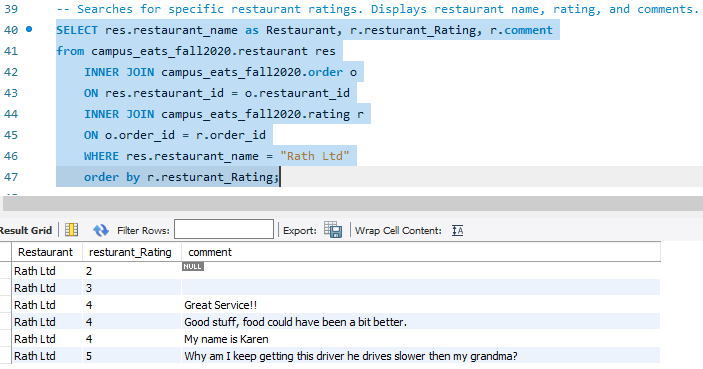 39 -- Searches for specific restaurant ratings. Displays restaurant name, rating, and comments.
40 SELECT res.restaurant_name as Restaurant, r.resturant_Rating, r.comment
41 from campus_eats_fall2020.restaurant res
42 INNER JOIN campus_eats_fall2020.order o
43 ON res.restaurant_id = o.restaurant_id
44 INNER JOIN campus_eats_fall2020.rating r
45 ON o.order_id = r.order_id
46 WHERE res.restaurant_name = "Rath Ltd"
47 order by r.resturant_Rating;
Result Grid Filter Rows: Export: Wrap Cell Content: IA
Restaurant resturant_Rating comment
Rath Ltd 2 NULL
Rath Ltd 3
Rath Ltd 4 Great Service!!
Rath Ltd 4 Good stuff, food could have been a bit better.
Rath Ltd 4 My name is Karen
Rath Ltd 5 Why am I keep getting this driver he drives slower then my grandma?